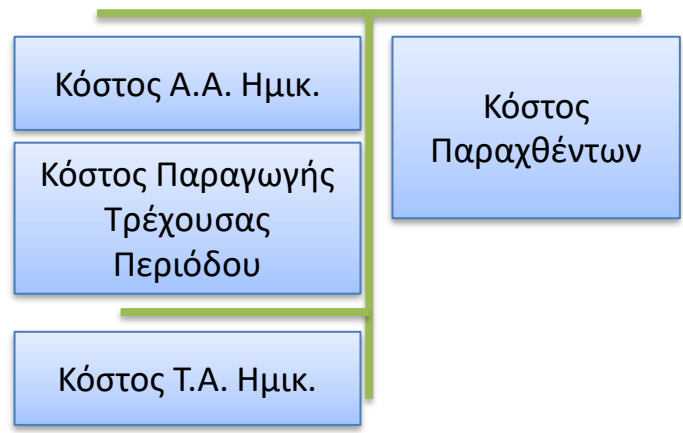 Κόστος Α.Α. Ημικ.
Κόστος Παραγωγής
Τρέχουσας
Περιόδου
Κόστος Τ.Α. Ημικ.
Κόστος
Παραχθέντων